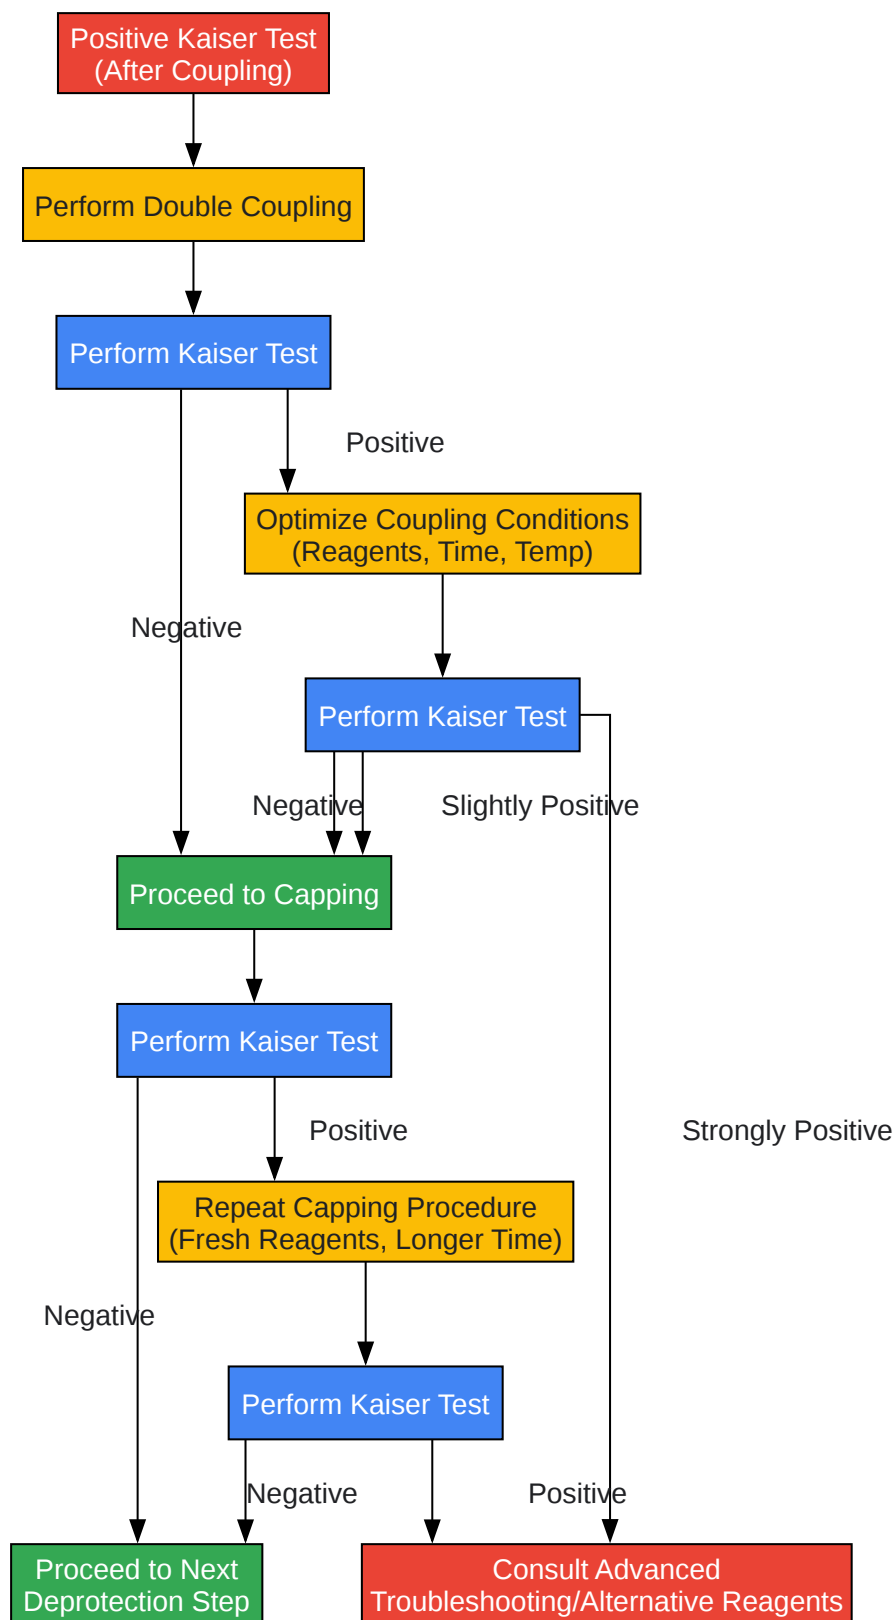 Positive Kaiser Test
(After Coupling)
Perform Double Coupling
Perform Kaiser Test
Positive
Optimize Coupling Conditions
(Reagents, Time, Temp)
Negative
Perform Kaiser Test
Negative
Slightly Positive
Proceed to Capping
Perform Kaiser Test
Positive
Strongly Positive
Repeat Capping Procedure
(Fresh Reagents, Longer Time)
Negative
Perform Kaiser Test
Negative
Positive
Proceed to Next
Deprotection Step
Consult Advanced
Troubleshooting/Alternative Reagents